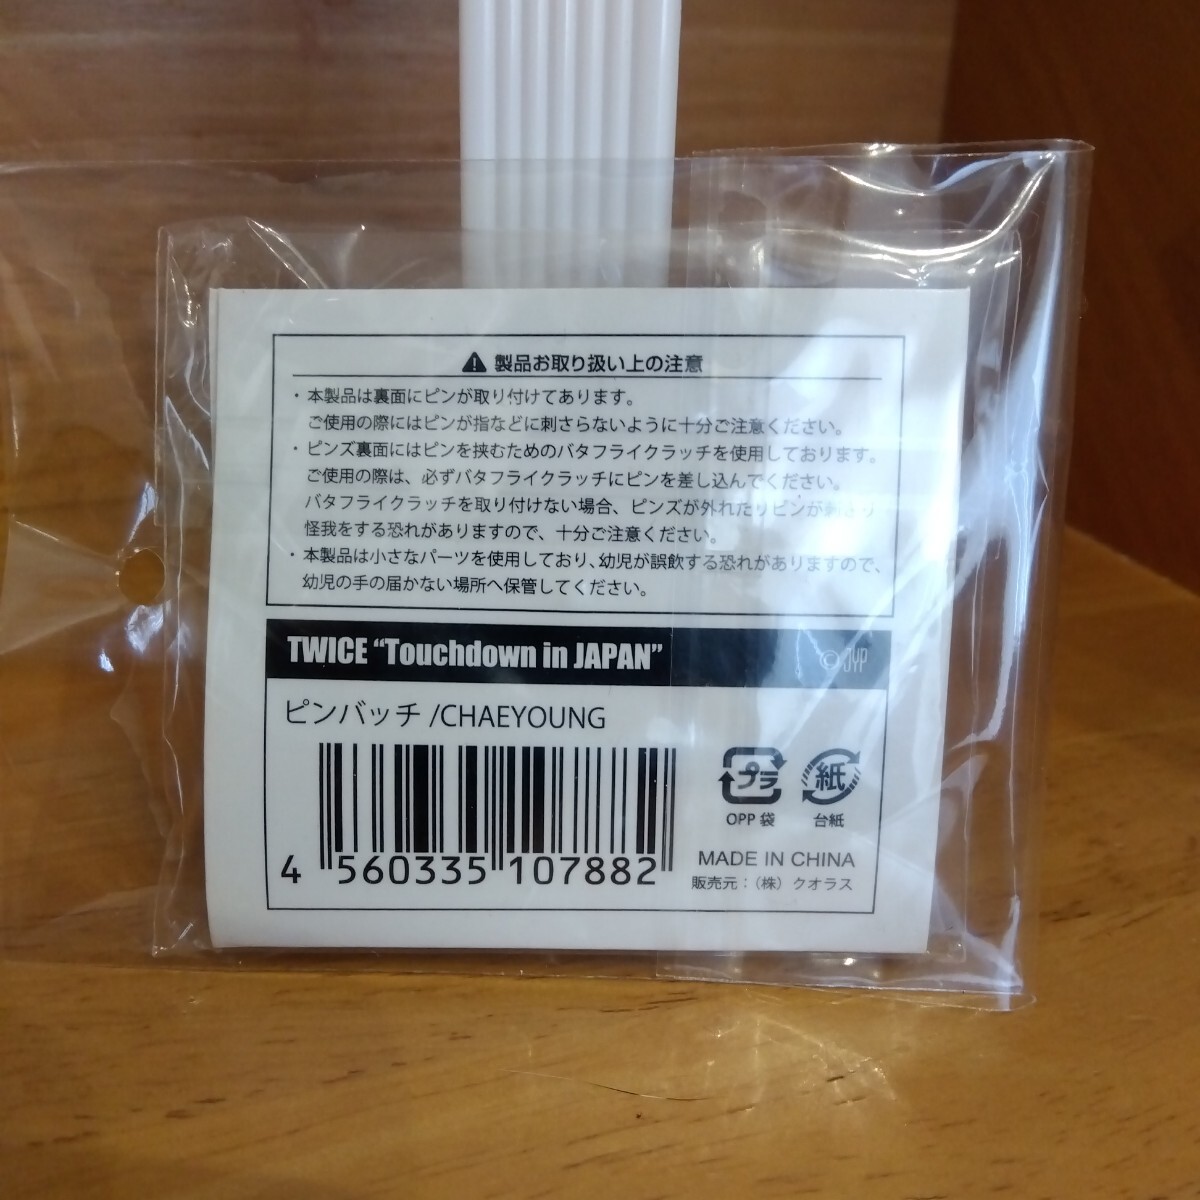 ⚠ 製品お取り扱い上の注意
・本製品は裏面にピンが取り付けてあります。
ご使用の際にはピンが指などに刺さらないように十分ご注意ください。
・ピンズ裏面にはピンを挟むためのバタフライクラッチを使用しております。
ご使用の際は、必ずバタフライクラッチにピンを差し込んでください。
バタフライクラッチを取り付けない場合、ピンズが外れたりピンが刺さり
怪我をする恐れがありますので、十分ご注意ください。
・本製品は小さなパーツを使用しており、幼児が誤飲する恐れがありますので、
幼児の手の届かない場所へ保管してください。
TWICE “Touchdown in JAPAN” © JYP
ピンバッチ /CHAEYOUNG
プラ 紙
OPP 袋 台紙
4 560335 107882
MADE IN CHINA
販売元：（株）クオラス